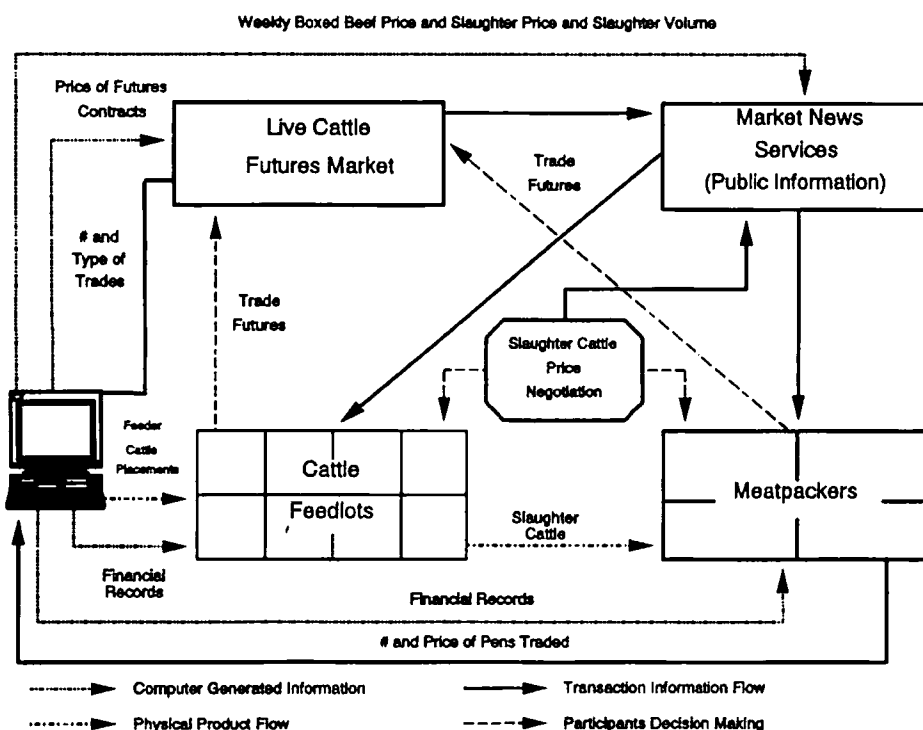 Weekly Boxed Beef Price and Slaughter Price and Slaughter Volume
Price of Futures
Contracts
Live Cattle
Futures Market
Market News
Services
(Public Information)
Trade
Futures
# and
Type of
Trades
Trade
Futures
Slaughter Cattle
Price
Negotiation
Feeder
Cattle
Placements
Cattle
Feedlots
Meatpackers
Slaughter
Cattle
Financial
Records
Financial Records
# and Price of Pens Traded
Computer Generated Information
Transaction Information Flow
Physical Product Flow
Participants Decision Making